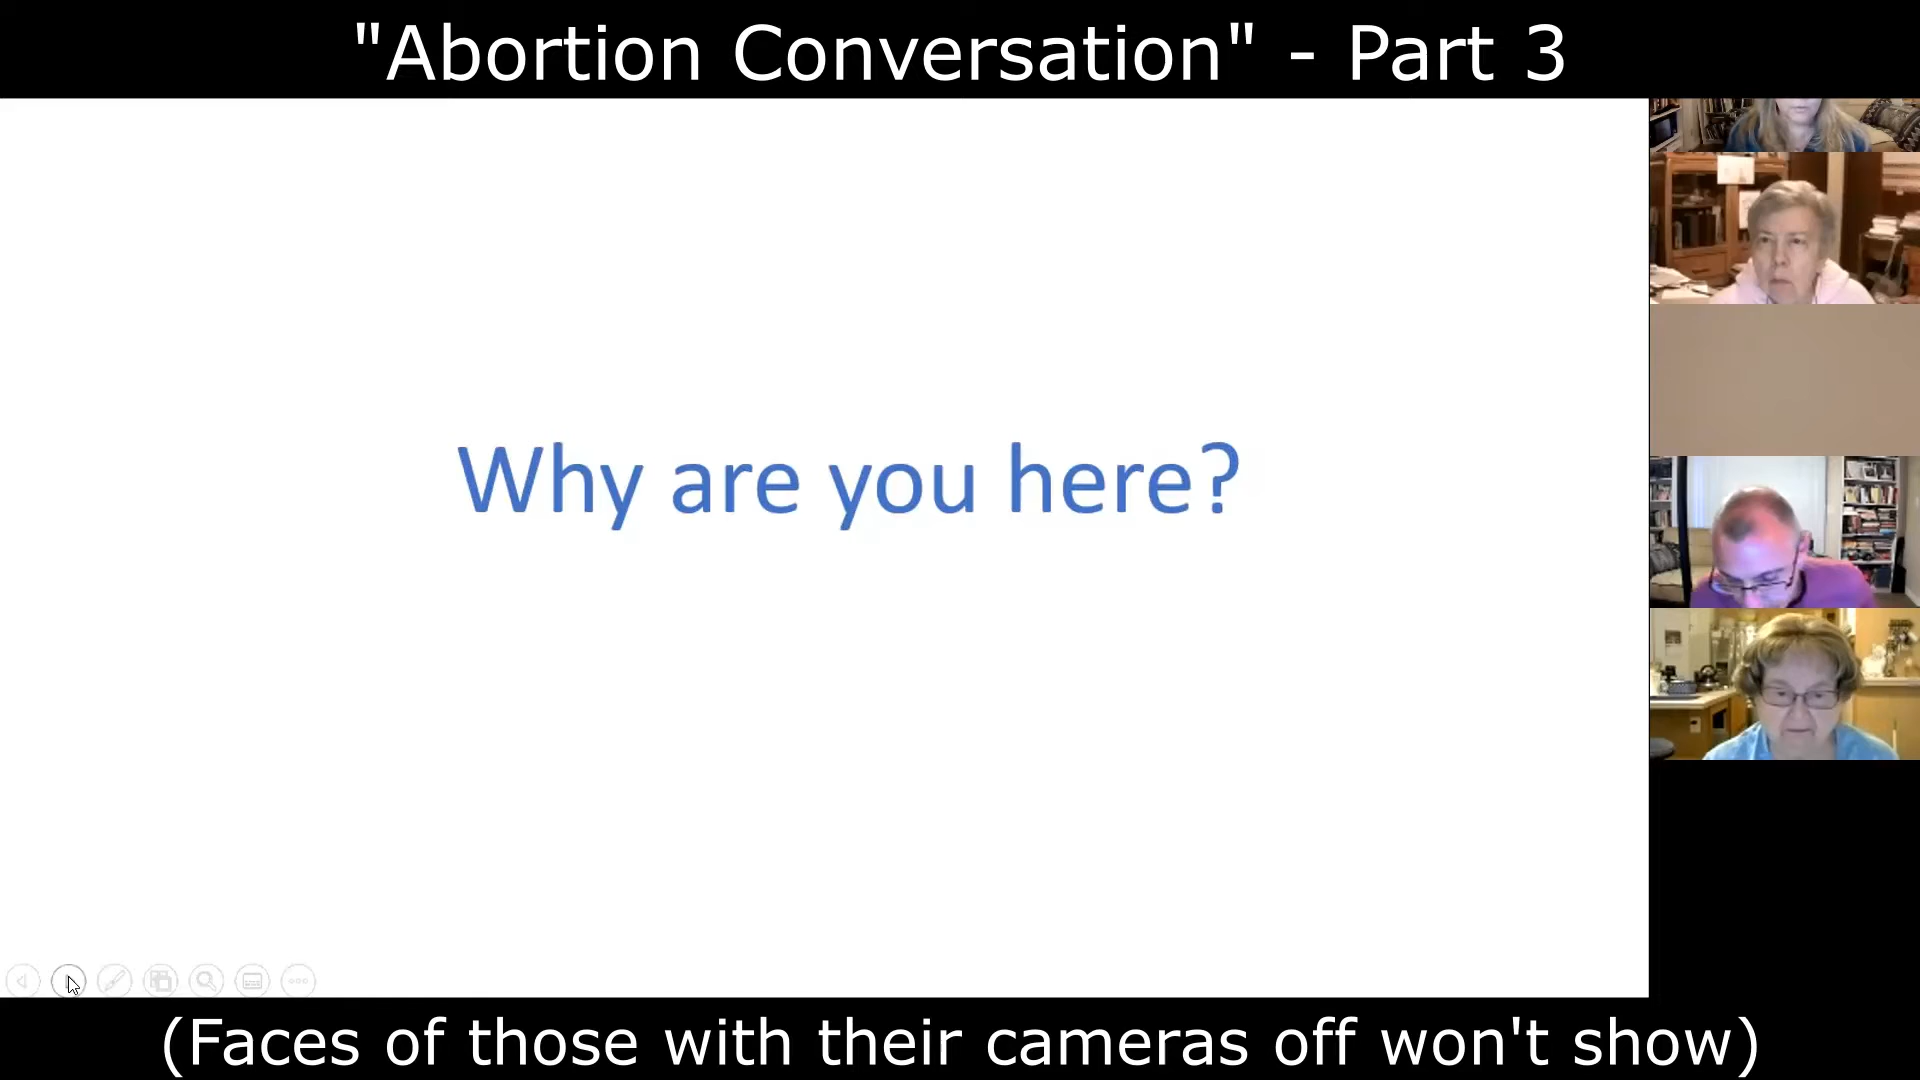 "Abortion Conversation" - Part 3
Why are you here?
(Faces of those with their cameras off won't show)